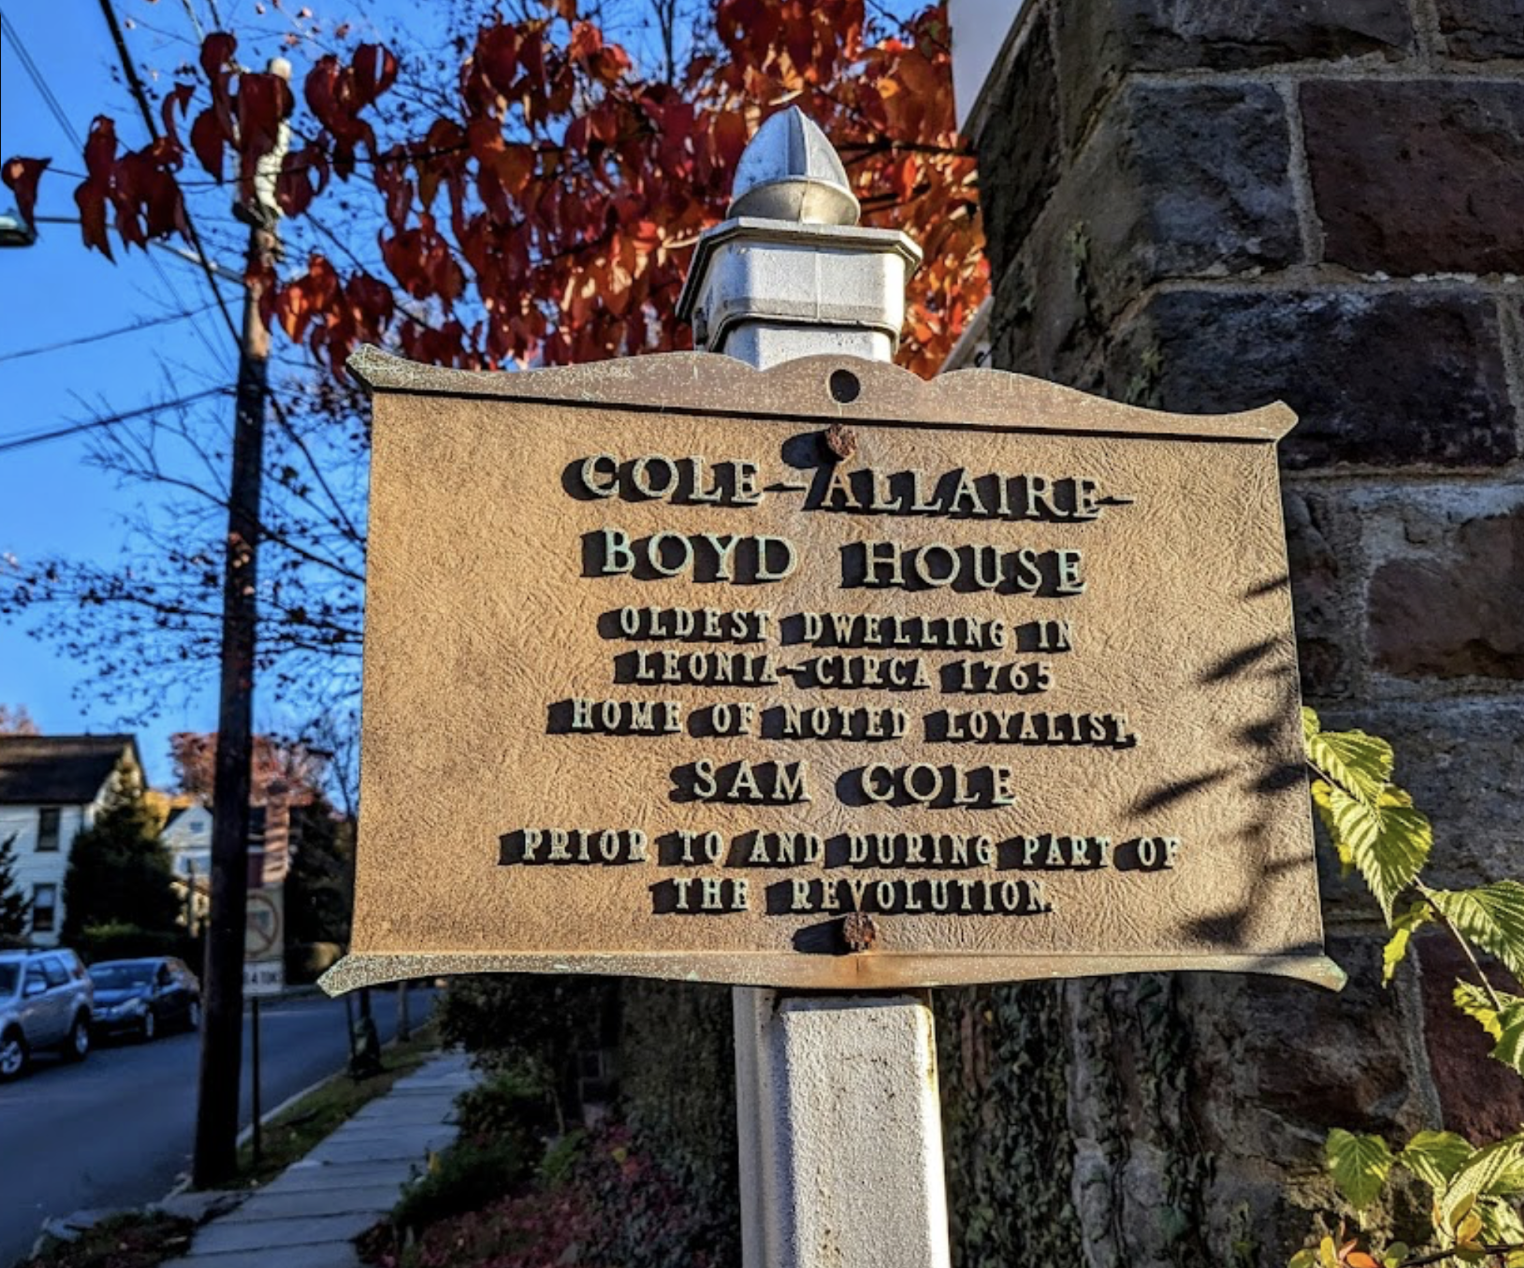 COLE-ALLAIRE-
BOYD HOUSE
OLDEST DWELLING IN
LEONIA-CIRCA 1765
HOME OF NOTED LOYALIST,
SAM COLE
PRIOR TO AND DURING PART OF
THE REVOLUTION.